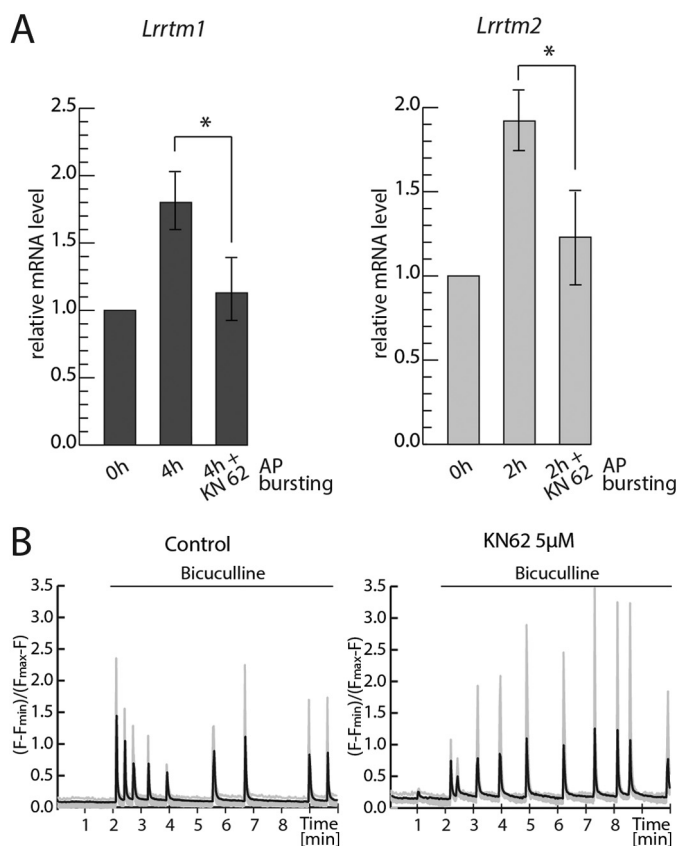 A
Lrrtm1
Lrrtm2
relative mRNA level
2.5
2.0
1.5
1.0
0.5
0.0
*
0h
4h
4h +
KN 62
AP
bursting
relative mRNA level
2.0
1.5
1.0
0.5
0.0
*
0h
2h
2h +
KN 62
AP
bursting
B
Control
KN62 5µM
Bicuculline
(F-Fmin)/(Fmax-F)
3.5
3.0
2.5
2.0
1.5
1.0
0.5
0.0
1 2 3 4 5 6 7 8 Time
[min]
Bicuculline
(F-Fmin)/(Fmax-F)
3.5
3.0
2.5
2.0
1.5
1.0
0.5
0.0
1 2 3 4 5 6 7 8 Time
[min]